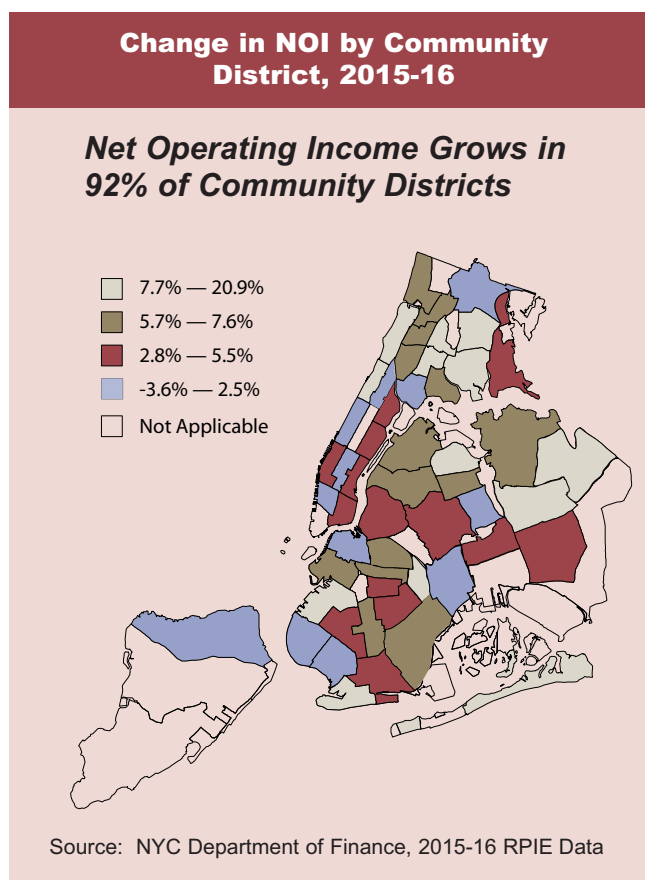 Change in NOI by Community
District, 2015-16
Net Operating Income Grows in
92% of Community Districts
7.7% — 20.9%
5.7% — 7.6%
2.8% — 5.5%
-3.6% — 2.5%
Not Applicable
Source:  NYC Department of Finance, 2015-16 RPIE Data